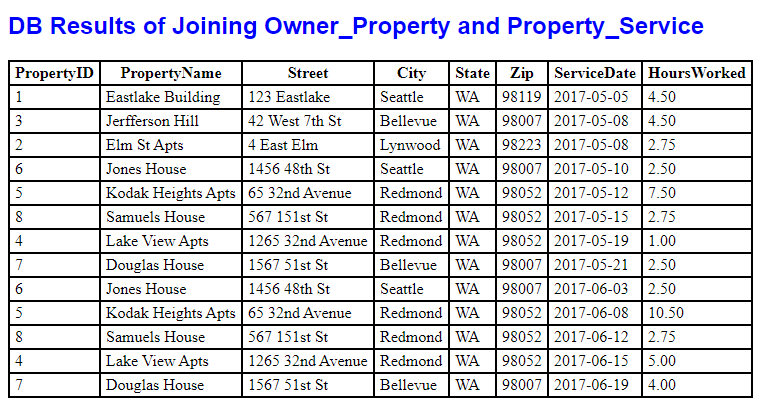 DB Results of Joining Owner_Property and Property_Service
PropertyID PropertyName Street City State Zip ServiceDate HoursWorked
1 Eastlake Building 123 Eastlake Seattle WA 98119 2017-05-05 4.50
3 Jerfferson Hill 42 West 7th St Bellevue WA 98007 2017-05-08 4.50
2 Elm St Apts 4 East Elm Lynwood WA 98223 2017-05-08 2.75
6 Jones House 1456 48th St Seattle WA 98007 2017-05-10 2.50
5 Kodak Heights Apts 65 32nd Avenue Redmond WA 98052 2017-05-12 7.50
8 Samuels House 567 151st St Redmond WA 98052 2017-05-15 2.75
4 Lake View Apts 1265 32nd Avenue Redmond WA 98052 2017-05-19 1.00
7 Douglas House 1567 51st St Bellevue WA 98007 2017-05-21 2.50
6 Jones House 1456 48th St Seattle WA 98007 2017-06-03 2.50
5 Kodak Heights Apts 65 32nd Avenue Redmond WA 98052 2017-06-08 10.50
8 Samuels House 567 151st St Redmond WA 98052 2017-06-12 2.75
4 Lake View Apts 1265 32nd Avenue Redmond WA 98052 2017-06-15 5.00
7 Douglas House 1567 51st St Bellevue WA 98007 2017-06-19 4.00